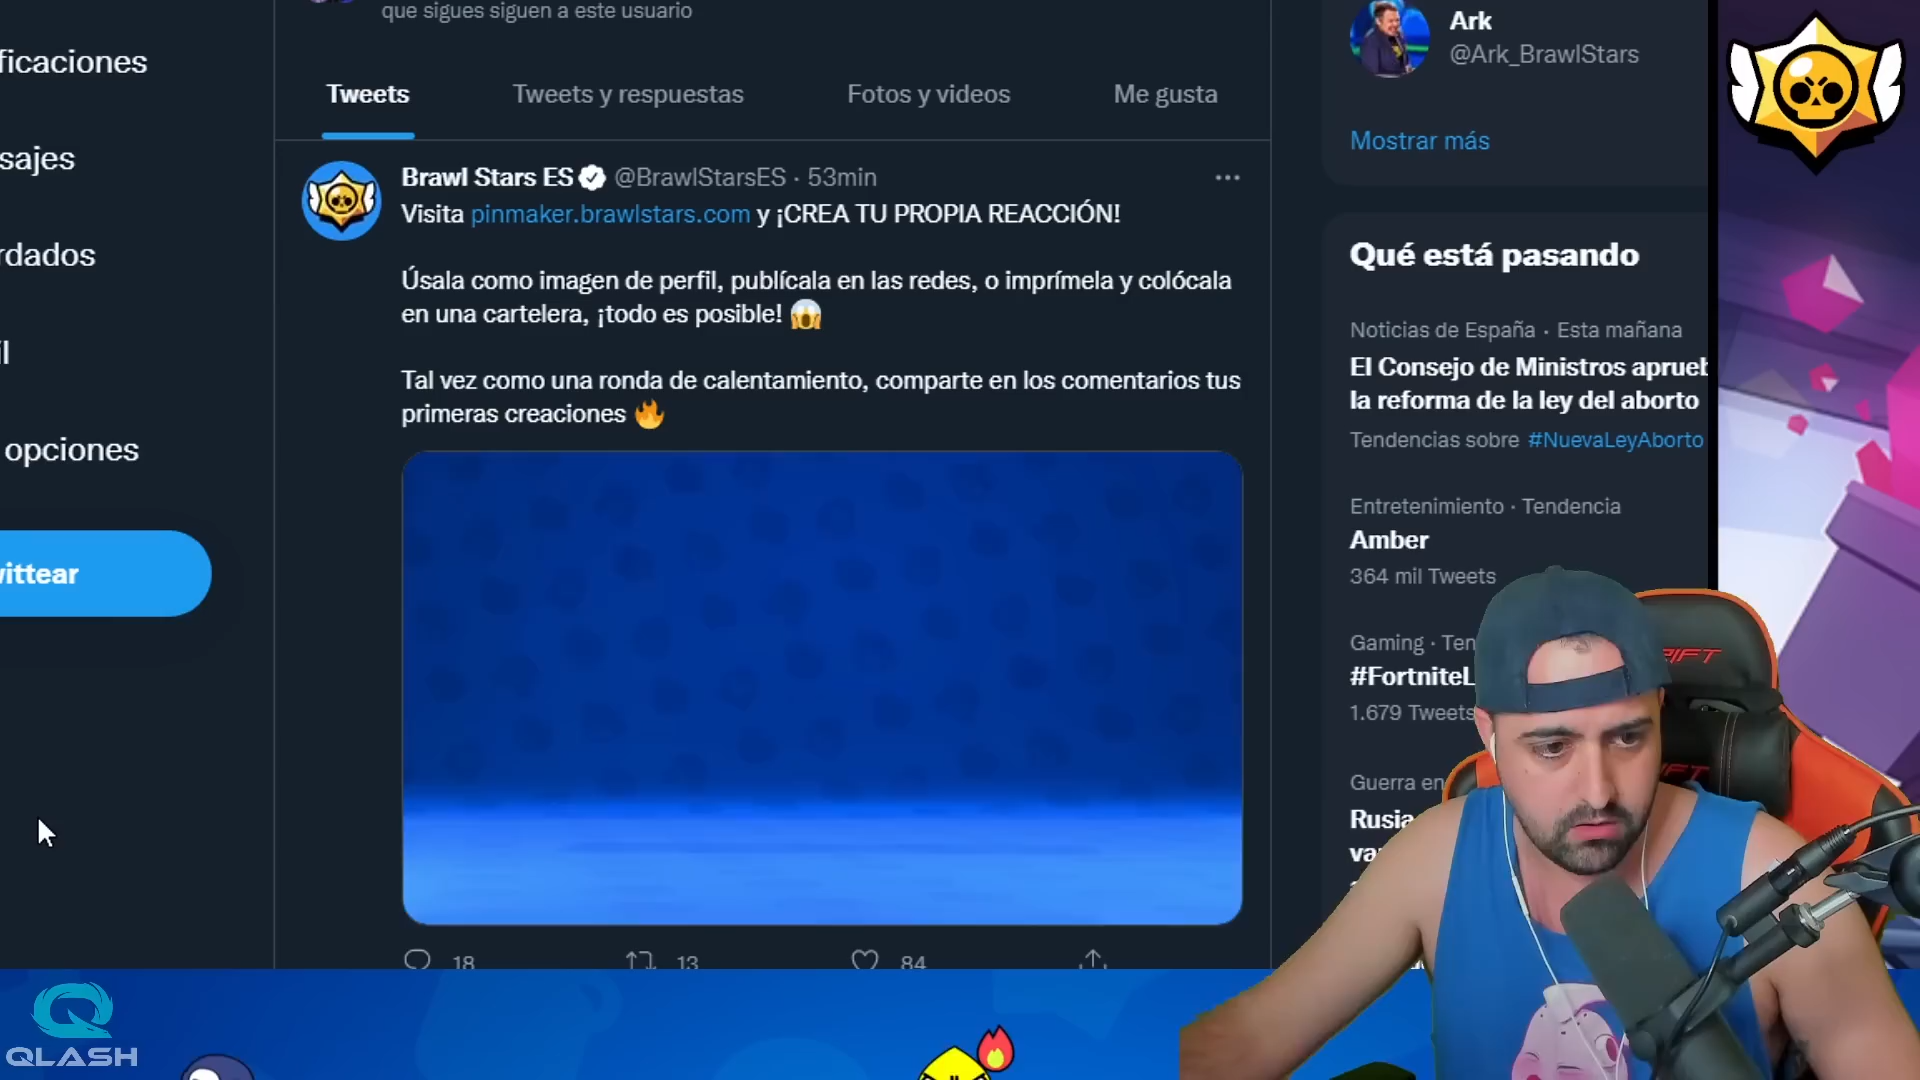 que sigues siguen a este usuario
ficaciones
sajes
rdados
il
opciones
vittear
Tweets
Tweets y respuestas
Fotos y videos
Me gusta
Brawl Stars ES @BrawlStarsES · 53min
Visita pinmaker.brawlstars.com y ¡CREA TU PROPIA REACCIÓN!
Úsala como imagen de perfil, publícala en las redes, o imprímela y colócala
en una cartelera, ¡todo es posible! 😱
Tal vez como una ronda de calentamiento, comparte en los comentarios tus
primeras creaciones 🔥
18
13
84
Ark
@Ark_BrawlStars
Mostrar más
Qué está pasando
Noticias de España · Esta mañana
El Consejo de Ministros aprueb
la reforma de la ley del aborto
Tendencias sobre #NuevaLeyAborto
Entretenimiento · Tendencia
Amber
364 mil Tweets
Gaming · Ten
#FortniteL
1.679 Tweets
Guerra en
Rusia
va
QLASH